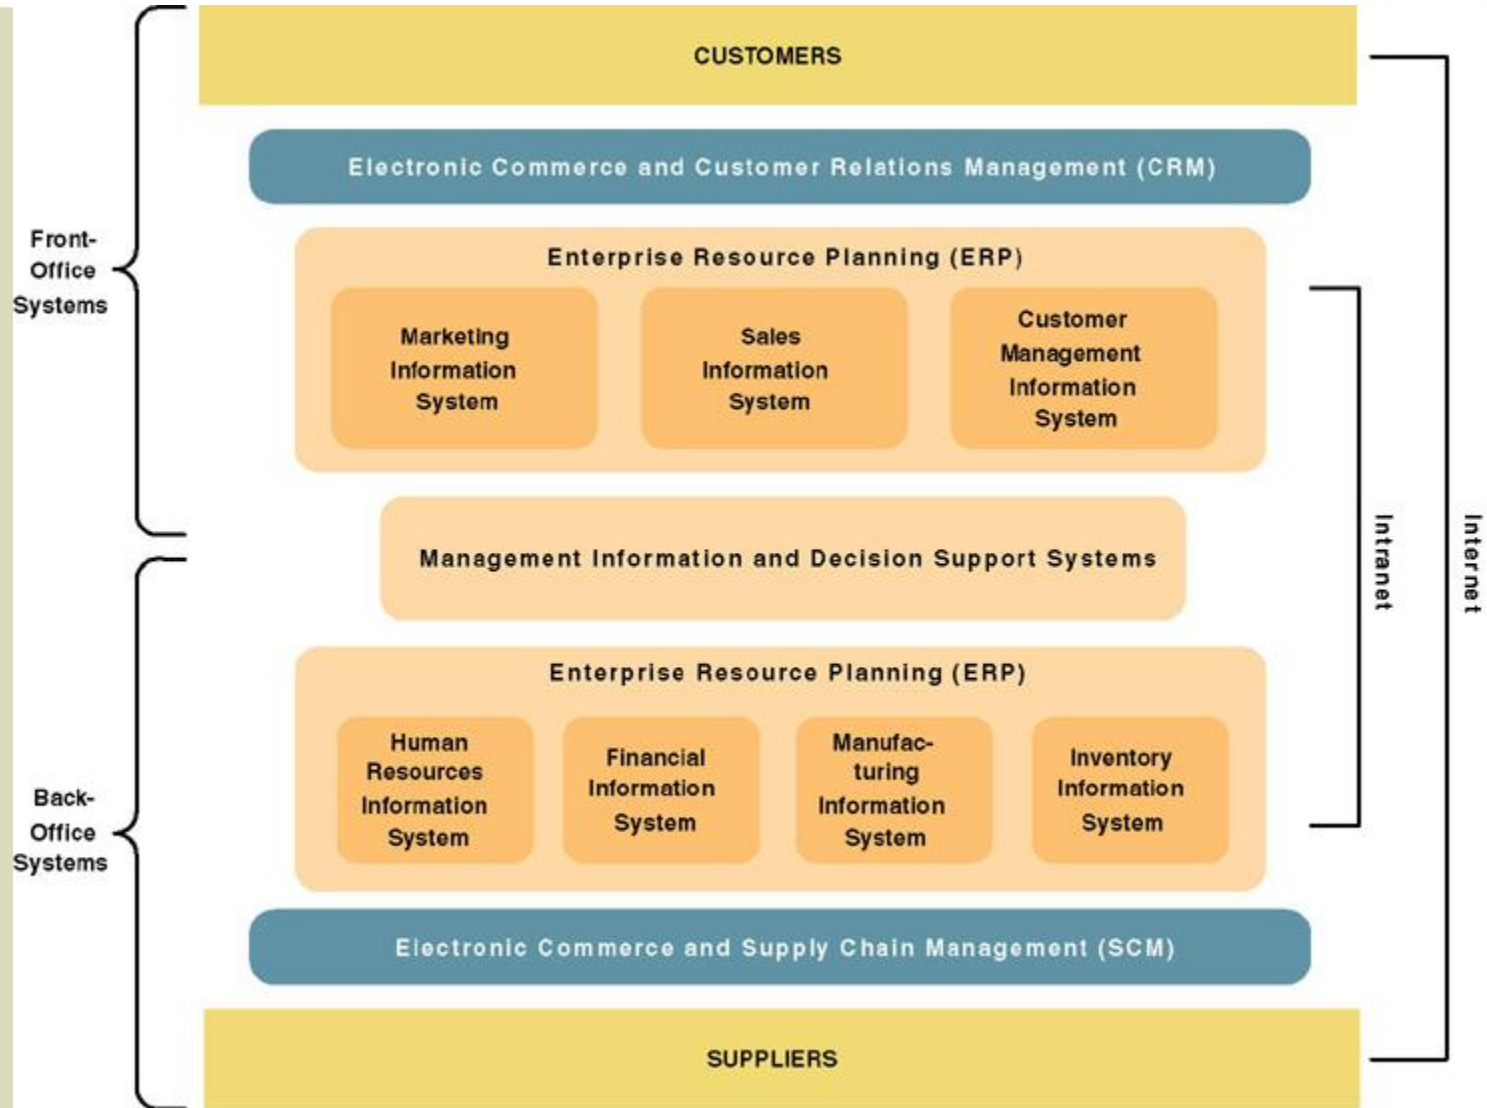 CUSTOMERS
Electronic Commerce and Customer Relations Management (CRM)
Front-
Office
Systems
Enterprise Resource Planning (ERP)
Marketing
Information
System
Sales
Information
System
Customer
Management
Information
System
Management Information and Decision Support Systems
Intranet
Internet
Enterprise Resource Planning (ERP)
Human
Resources
Information
System
Financial
Information
System
Manufac-
turing
Information
System
Inventory
Information
System
Back-
Office
Systems
Electronic Commerce and Supply Chain Management (SCM)
SUPPLIERS